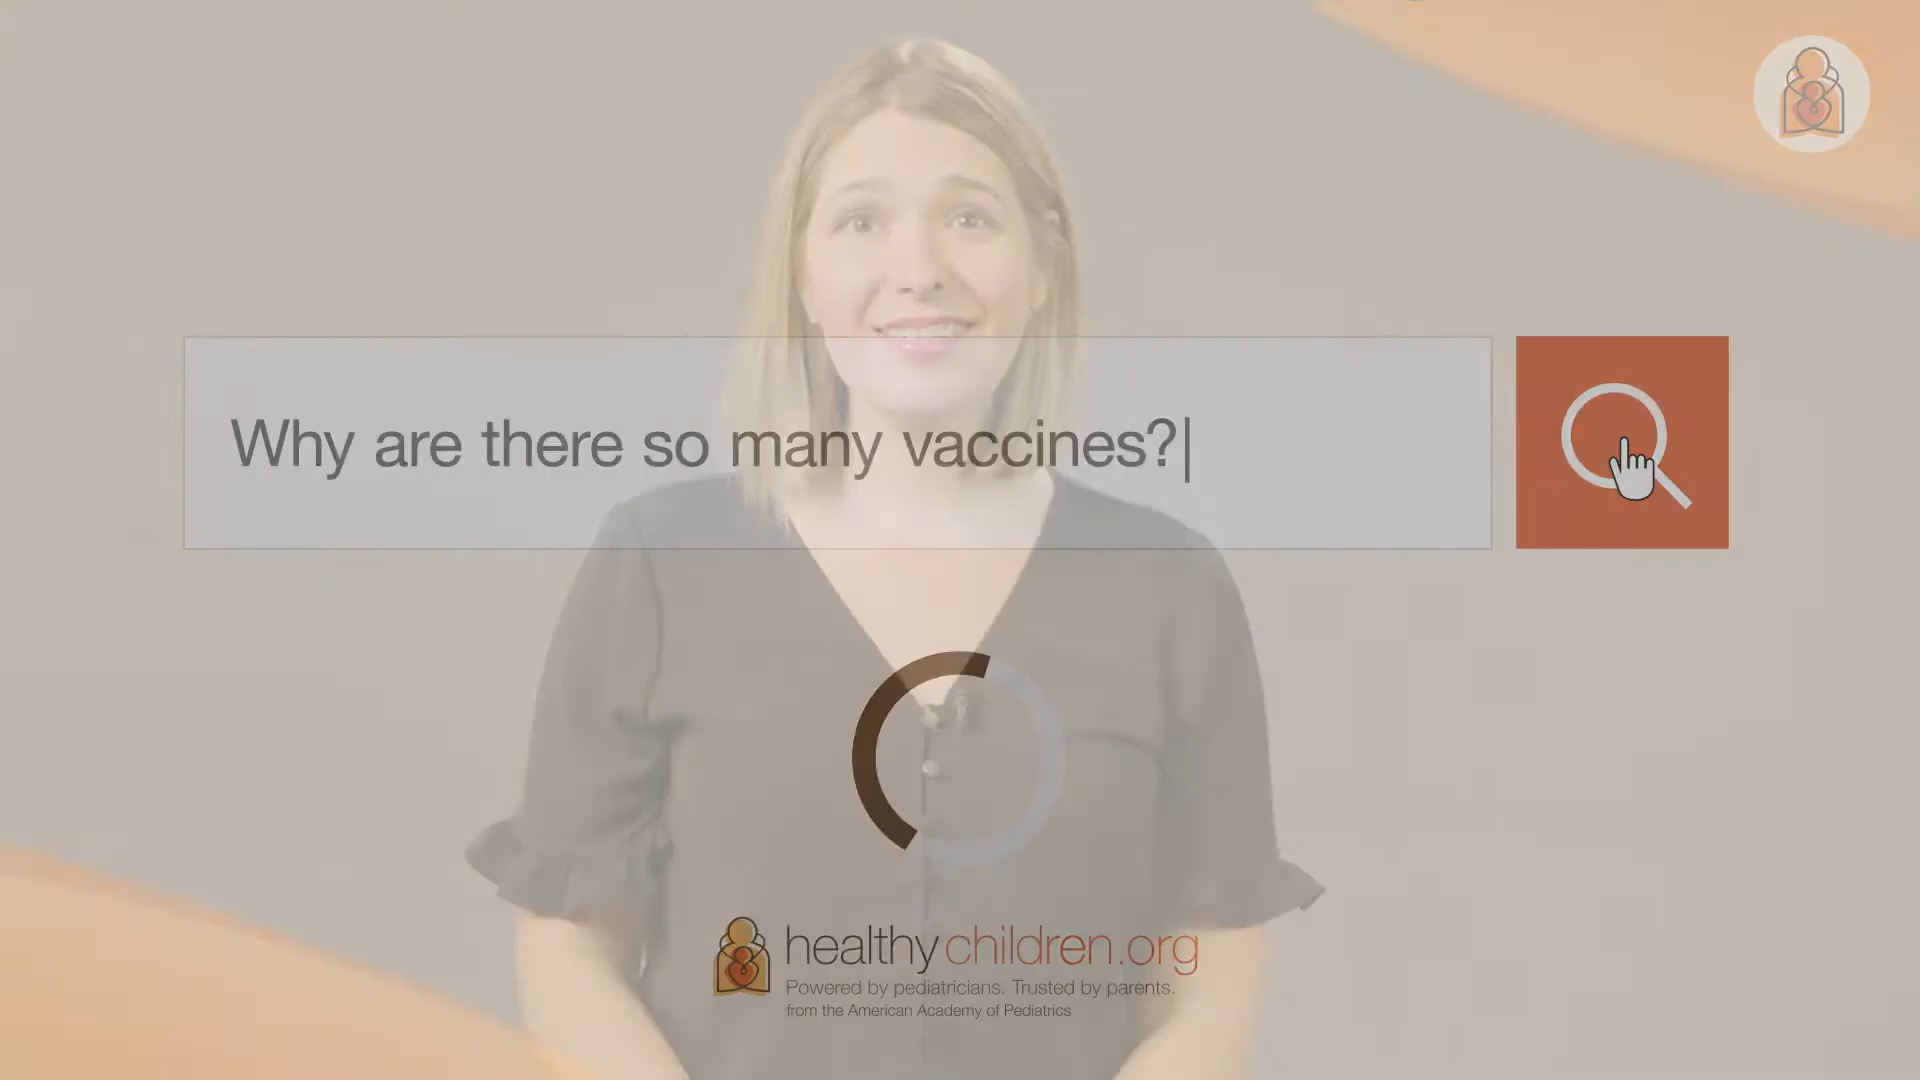 Why are there so many vaccines?
healthychildren.org
Powered by pediatricians. Trusted by parents.
from the American Academy of Pediatrics